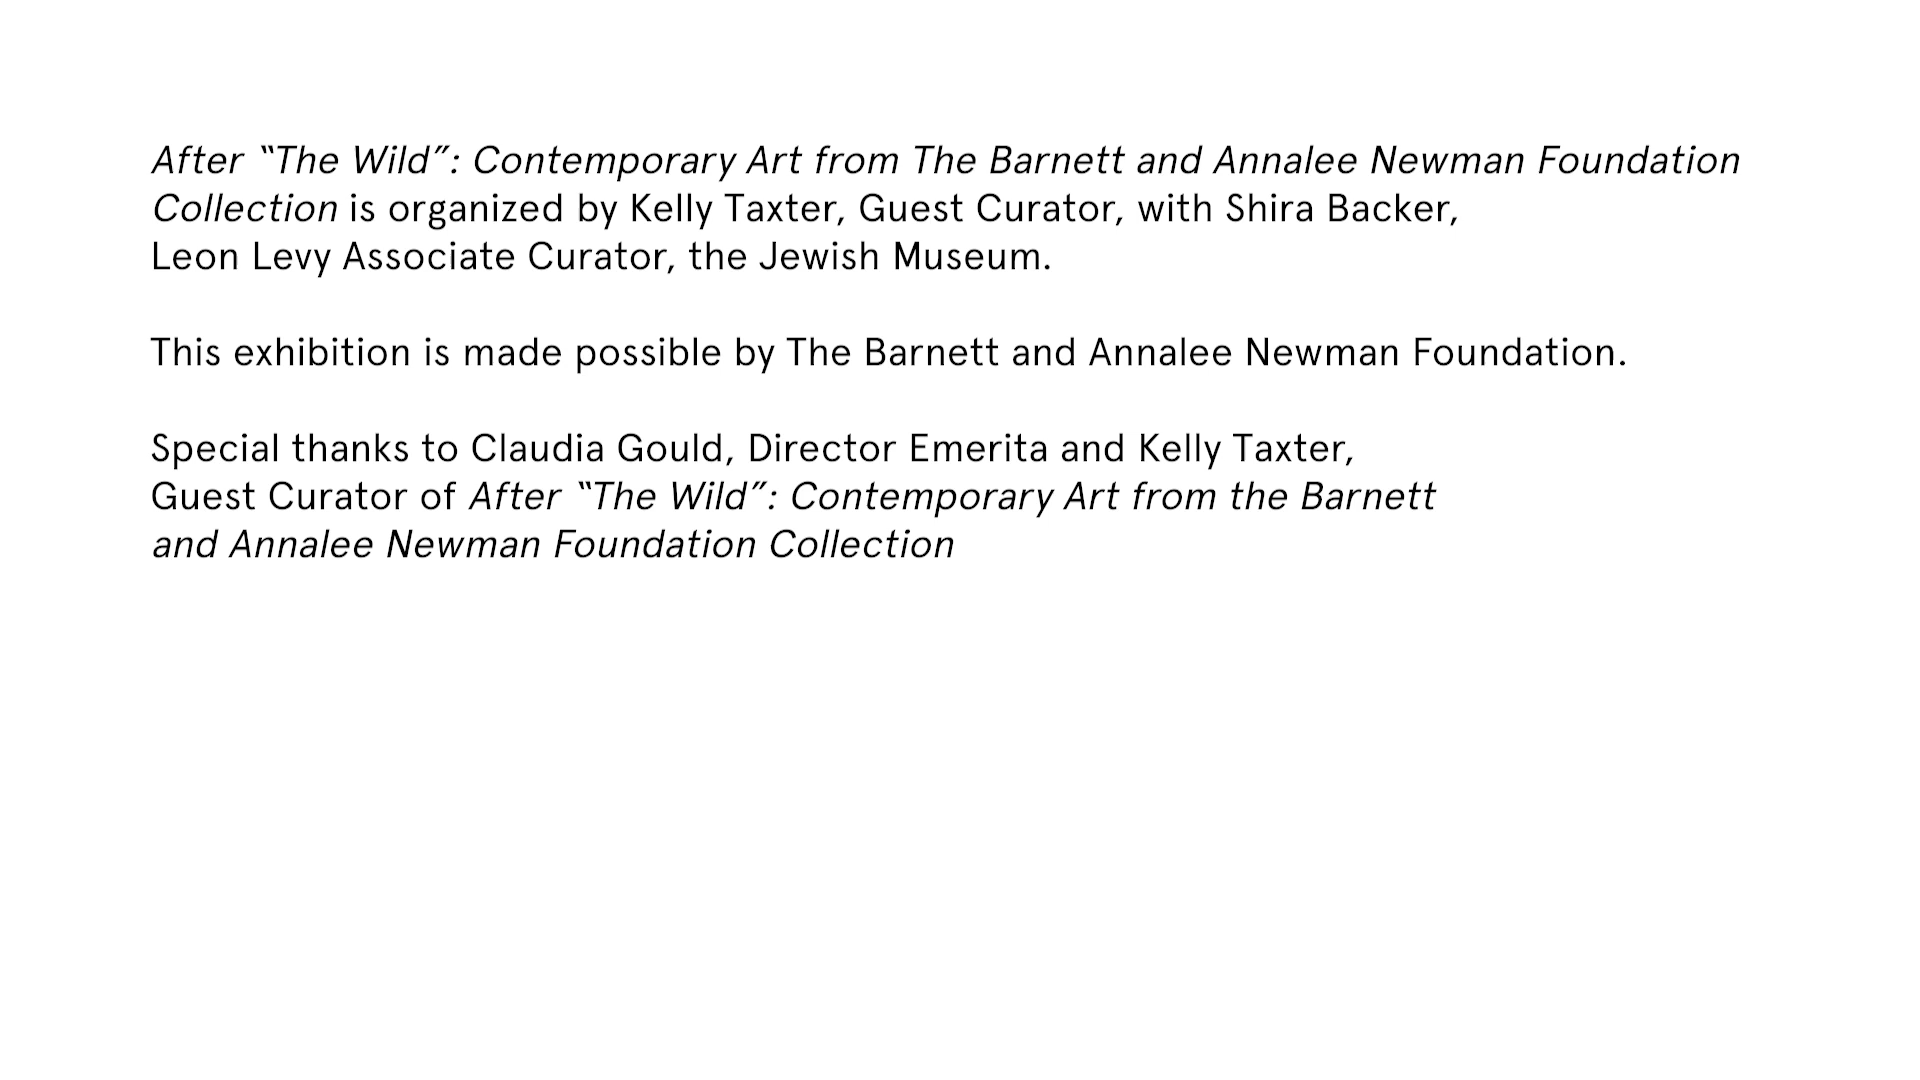 After “The Wild”: Contemporary Art from The Barnett and Annalee Newman Foundation
Collection is organized by Kelly Taxter, Guest Curator, with Shira Backer,
Leon Levy Associate Curator, the Jewish Museum.
This exhibition is made possible by The Barnett and Annalee Newman Foundation.
Special thanks to Claudia Gould, Director Emerita and Kelly Taxter,
Guest Curator of After “The Wild”: Contemporary Art from the Barnett
and Annalee Newman Foundation Collection